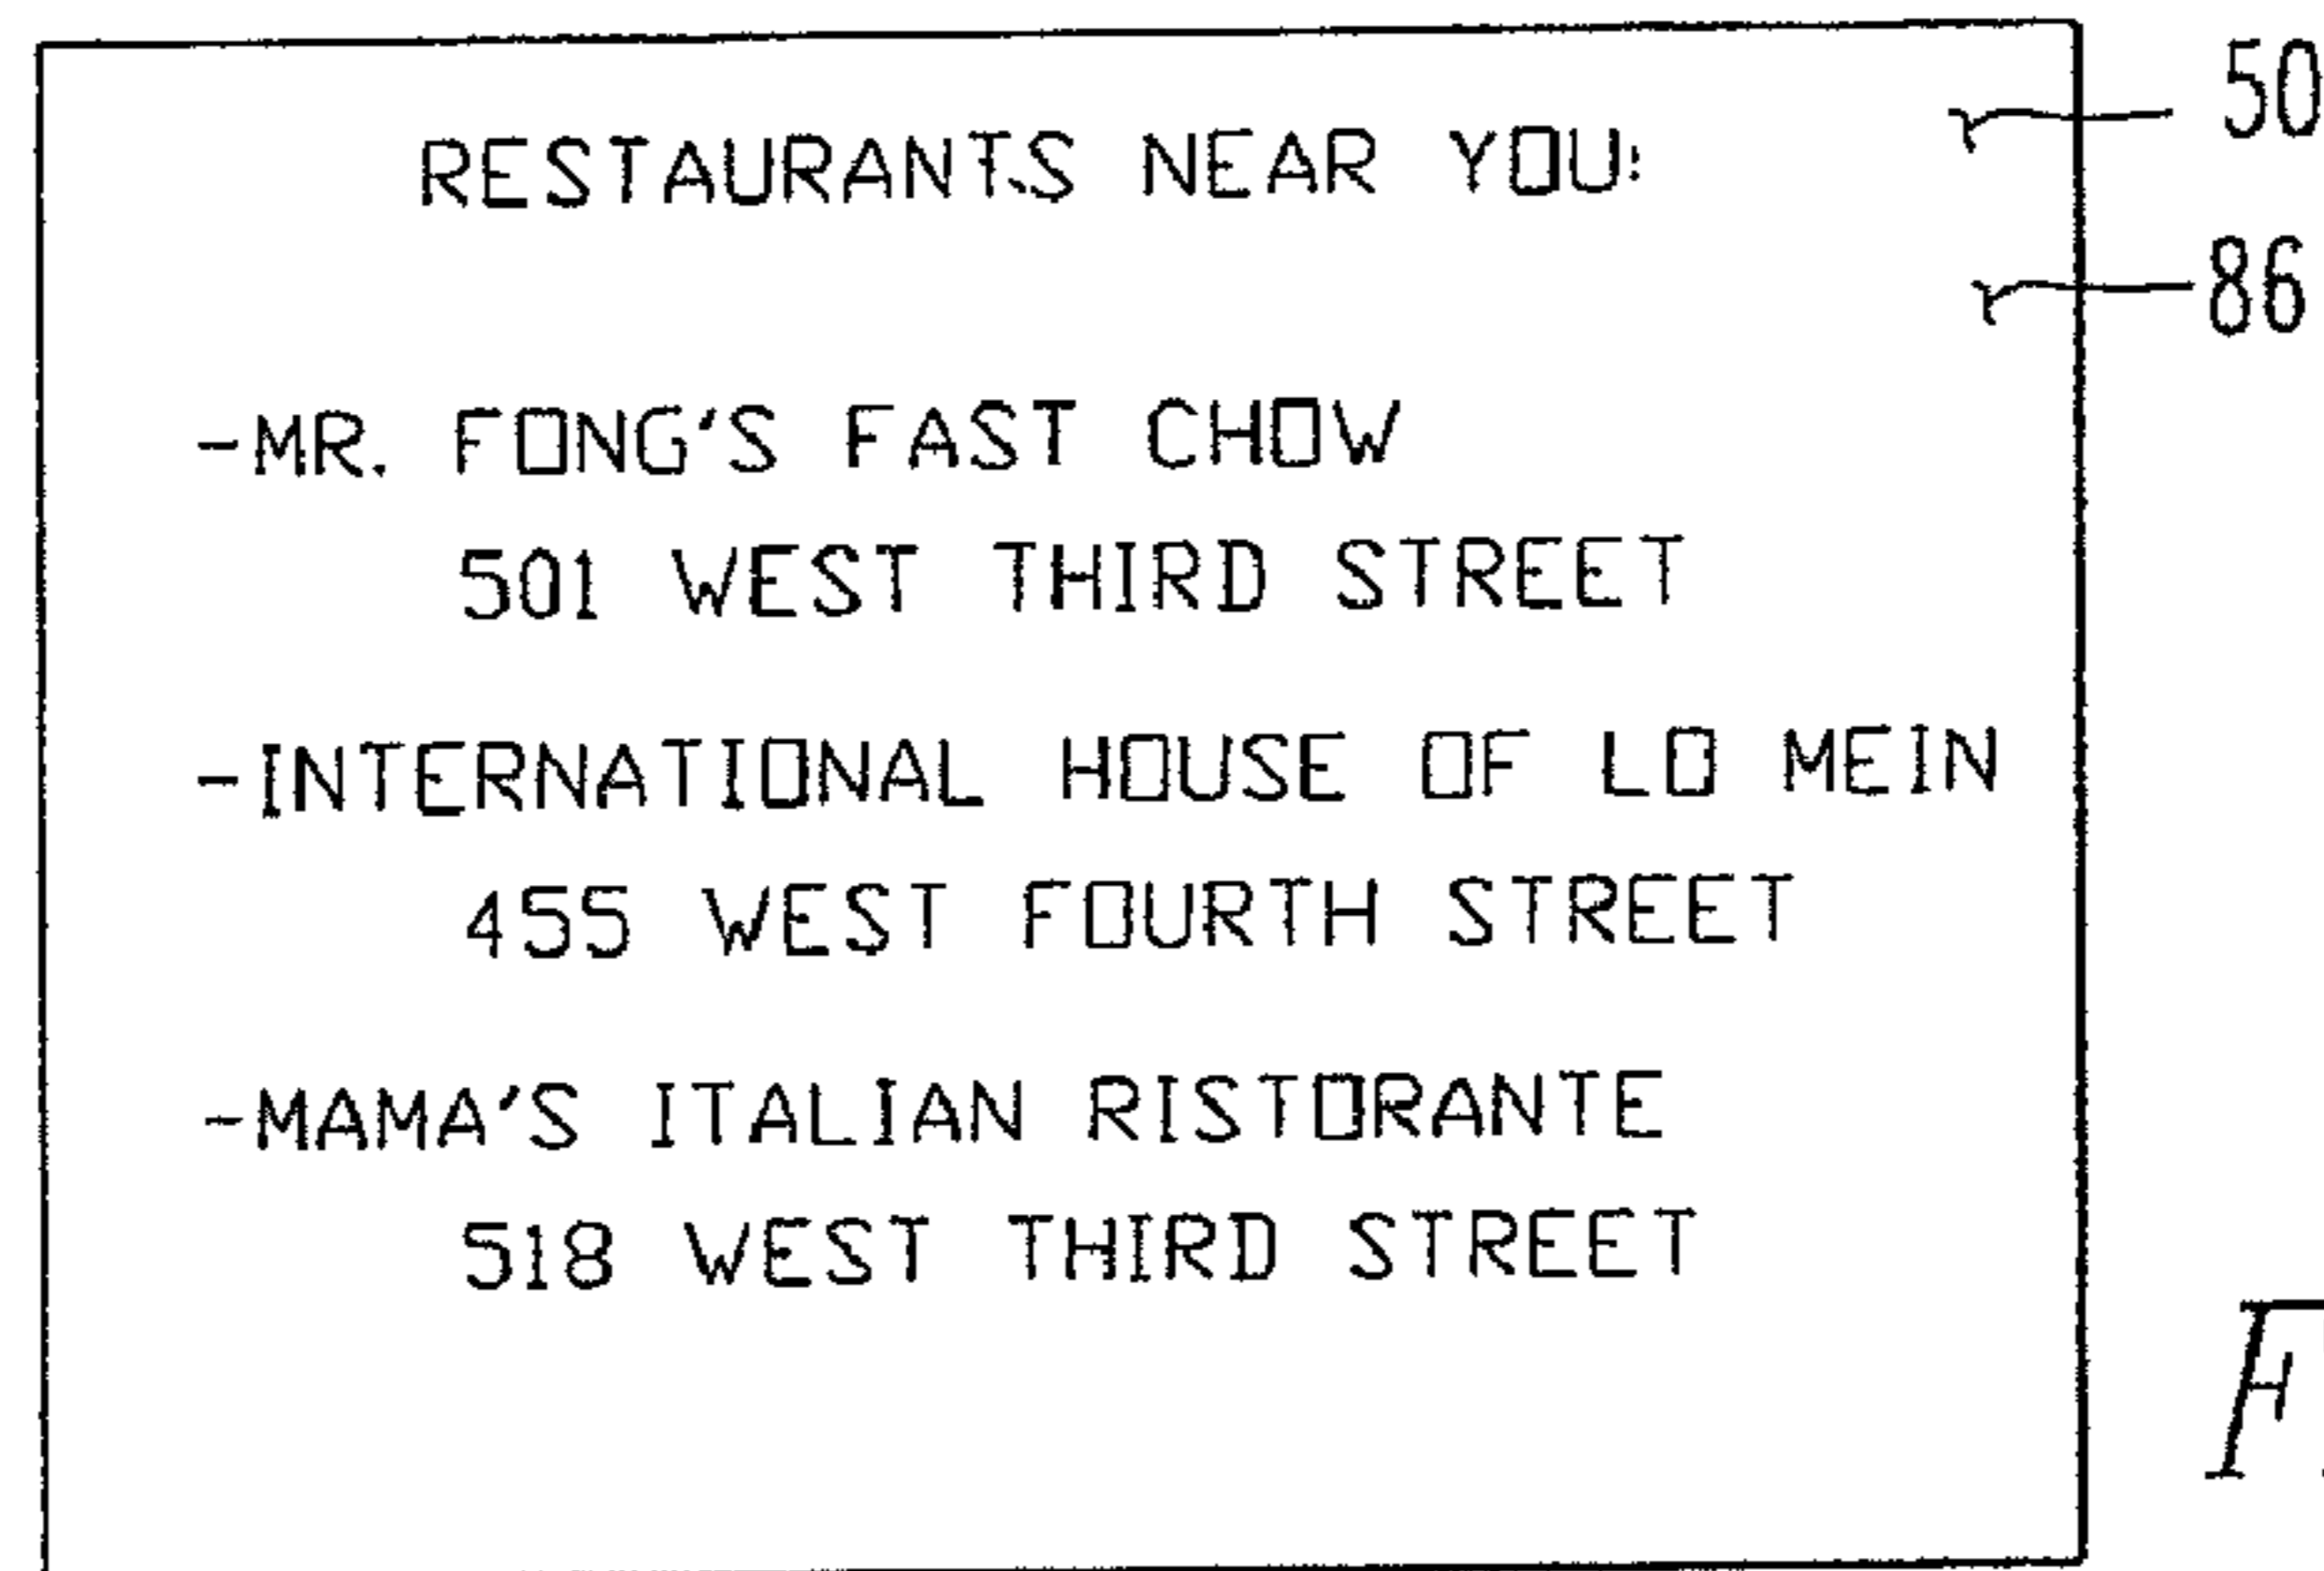 RESTAURANTS NEAR YOU:
50
86
-MR. FONG'S FAST CHOW
501 WEST THIRD STREET
-INTERNATIONAL HOUSE OF LO MEIN
455 WEST FOURTH STREET
-MAMA'S ITALIAN RISTORANTE
518 WEST THIRD STREET